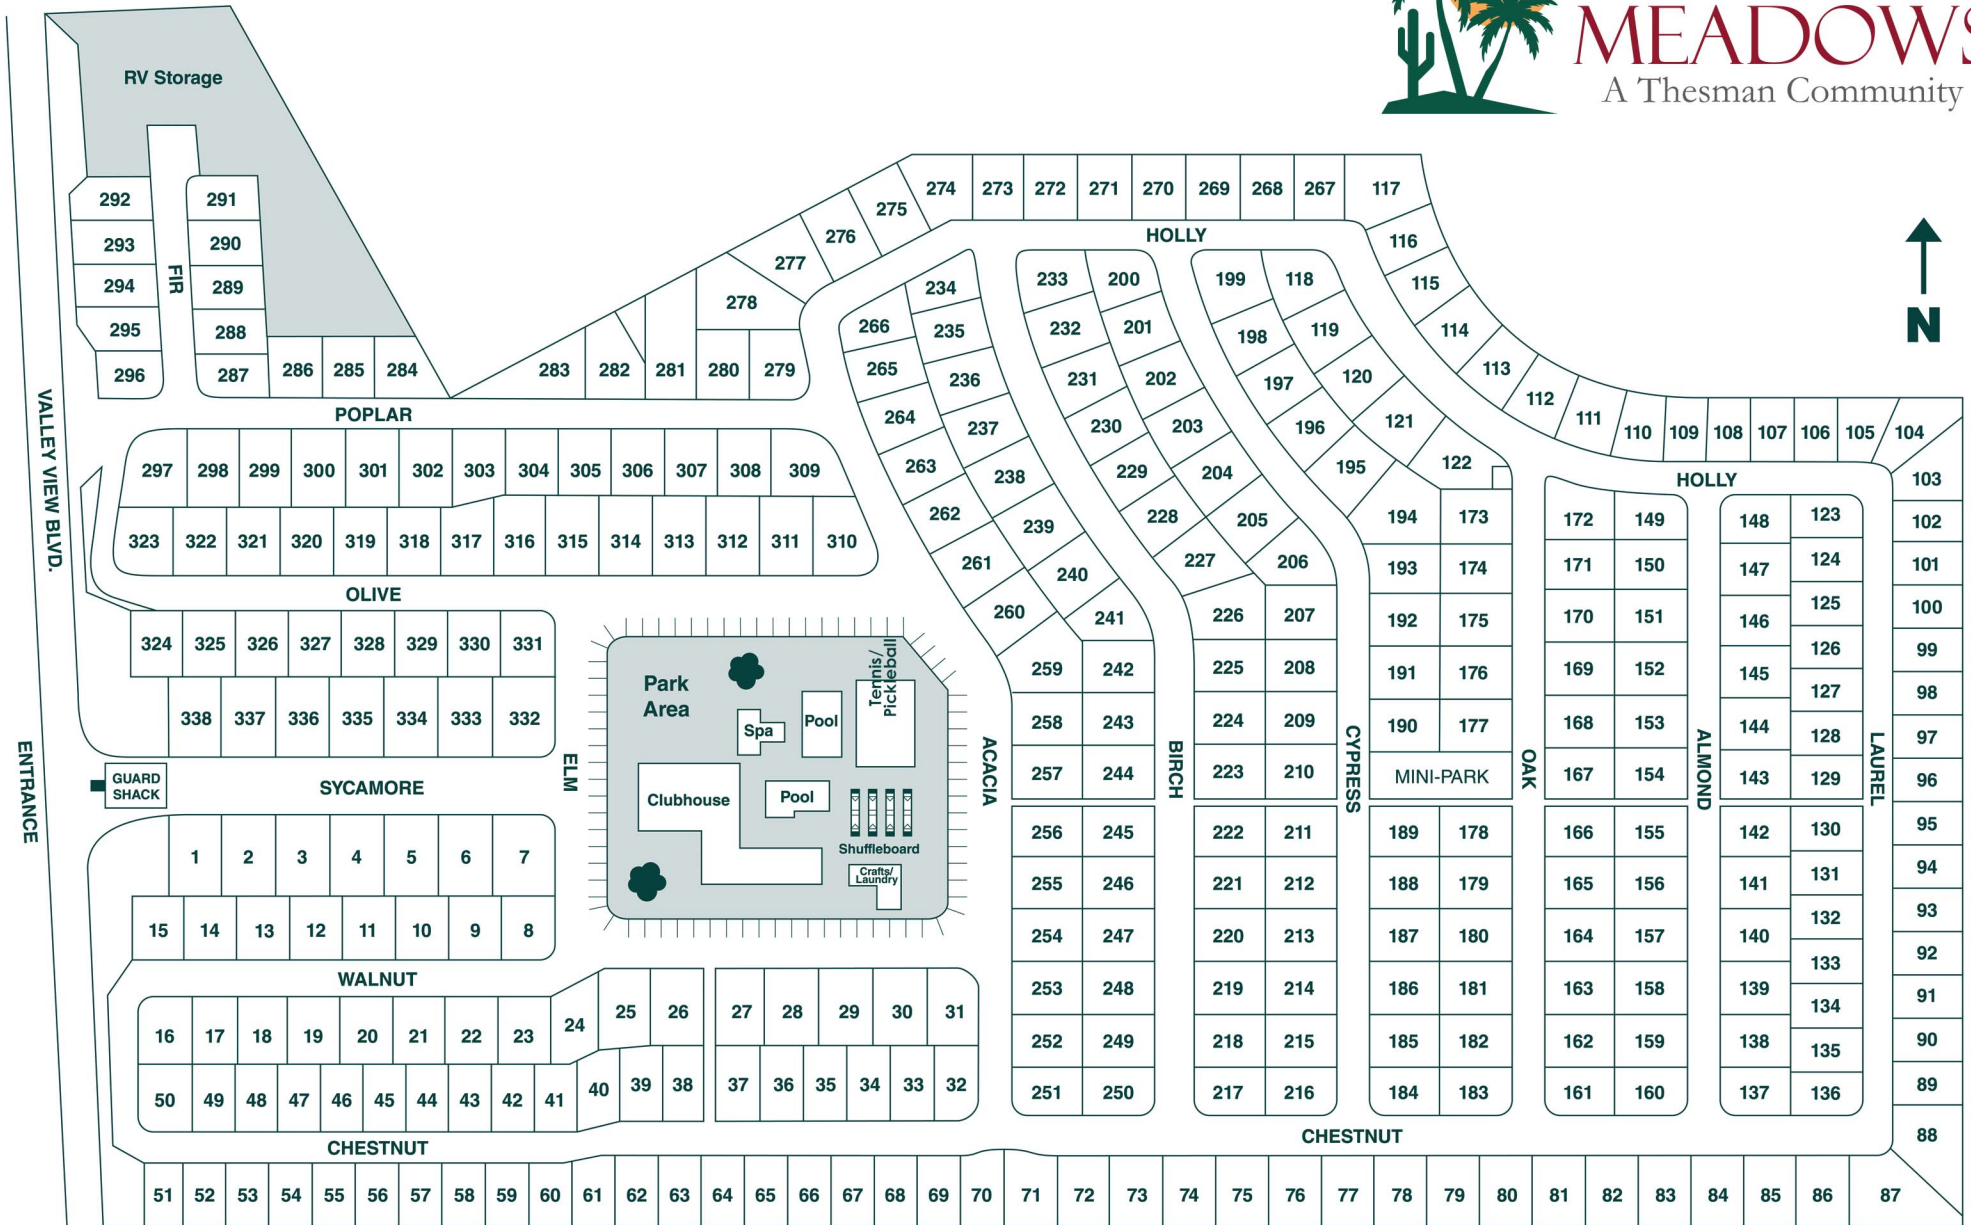 MEADOWS
A Thesman Community
RV Storage
N
VALLEY VIEW BLVD.
ENTRANCE
292
293
294
295
296
FIR
291
290
289
288
287
286 285 284
283 282 281 280 279
278
277
276
275
274 273 272 271 270 269 268 267 117
HOLLY
116
115
114
113
112
111
110 109 108 107 106 105 104
HOLLY
103
102
101
100
99
98
97
96
95
94
93
92
91
90
89
88
POPLAR
297 298 299 300 301 302 303 304 305 306 307 308 309
323 322 321 320 319 318 317 316 315 314 313 312 311 310
OLIVE
324 325 326 327 328 329 330 331
338 337 336 335 334 333 332
GUARD
SHACK
SYCAMORE
ELM
1 2 3 4 5 6 7
15 14 13 12 11 10 9 8
WALNUT
16 17 18 19 20 21 22 23 24 25 26 27 28 29 30 31
50 49 48 47 46 45 44 43 42 41 40 39 38 37 36 35 34 33 32
CHESTNUT
CHESTNUT
51 52 53 54 55 56 57 58 59 60 61 62 63 64 65 66 67 68 69 70 71 72 73 74 75 76 77 78 79 80 81 82 83 84 85 86 87
Park
Area
Tennis/
Pickleball
Spa
Pool
Clubhouse
Pool
Shuffleboard
Crafts/
Laundry
ACACIA
266 234
265 235
264 236
263 237
262 238
261 239
260 240
241
259 242
258 243
257 244
256 245
255 246
254 247
253 248
252 249
251 250
BIRCH
233 200
232 201
231 202
230 203
229 204
228 205
227 206
226 207
225 208
224 209
223 210
222 211
221 212
220 213
219 214
218 215
217 216
CYPRESS
199 118
198 119
197 120
196 121
195 122
194 173
193 174
192 175
191 176
190 177
MINI-PARK
189 178
188 179
187 180
186 181
185 182
184 183
OAK
172 149
171 150
170 151
169 152
168 153
167 154
166 155
165 156
164 157
163 158
162 159
161 160
ALMOND
148 123
147 124
146 125
145 126
144 127
143 128
142 129
141 130
140 131
139 132
138 133
137 134
135
136
LAUREL